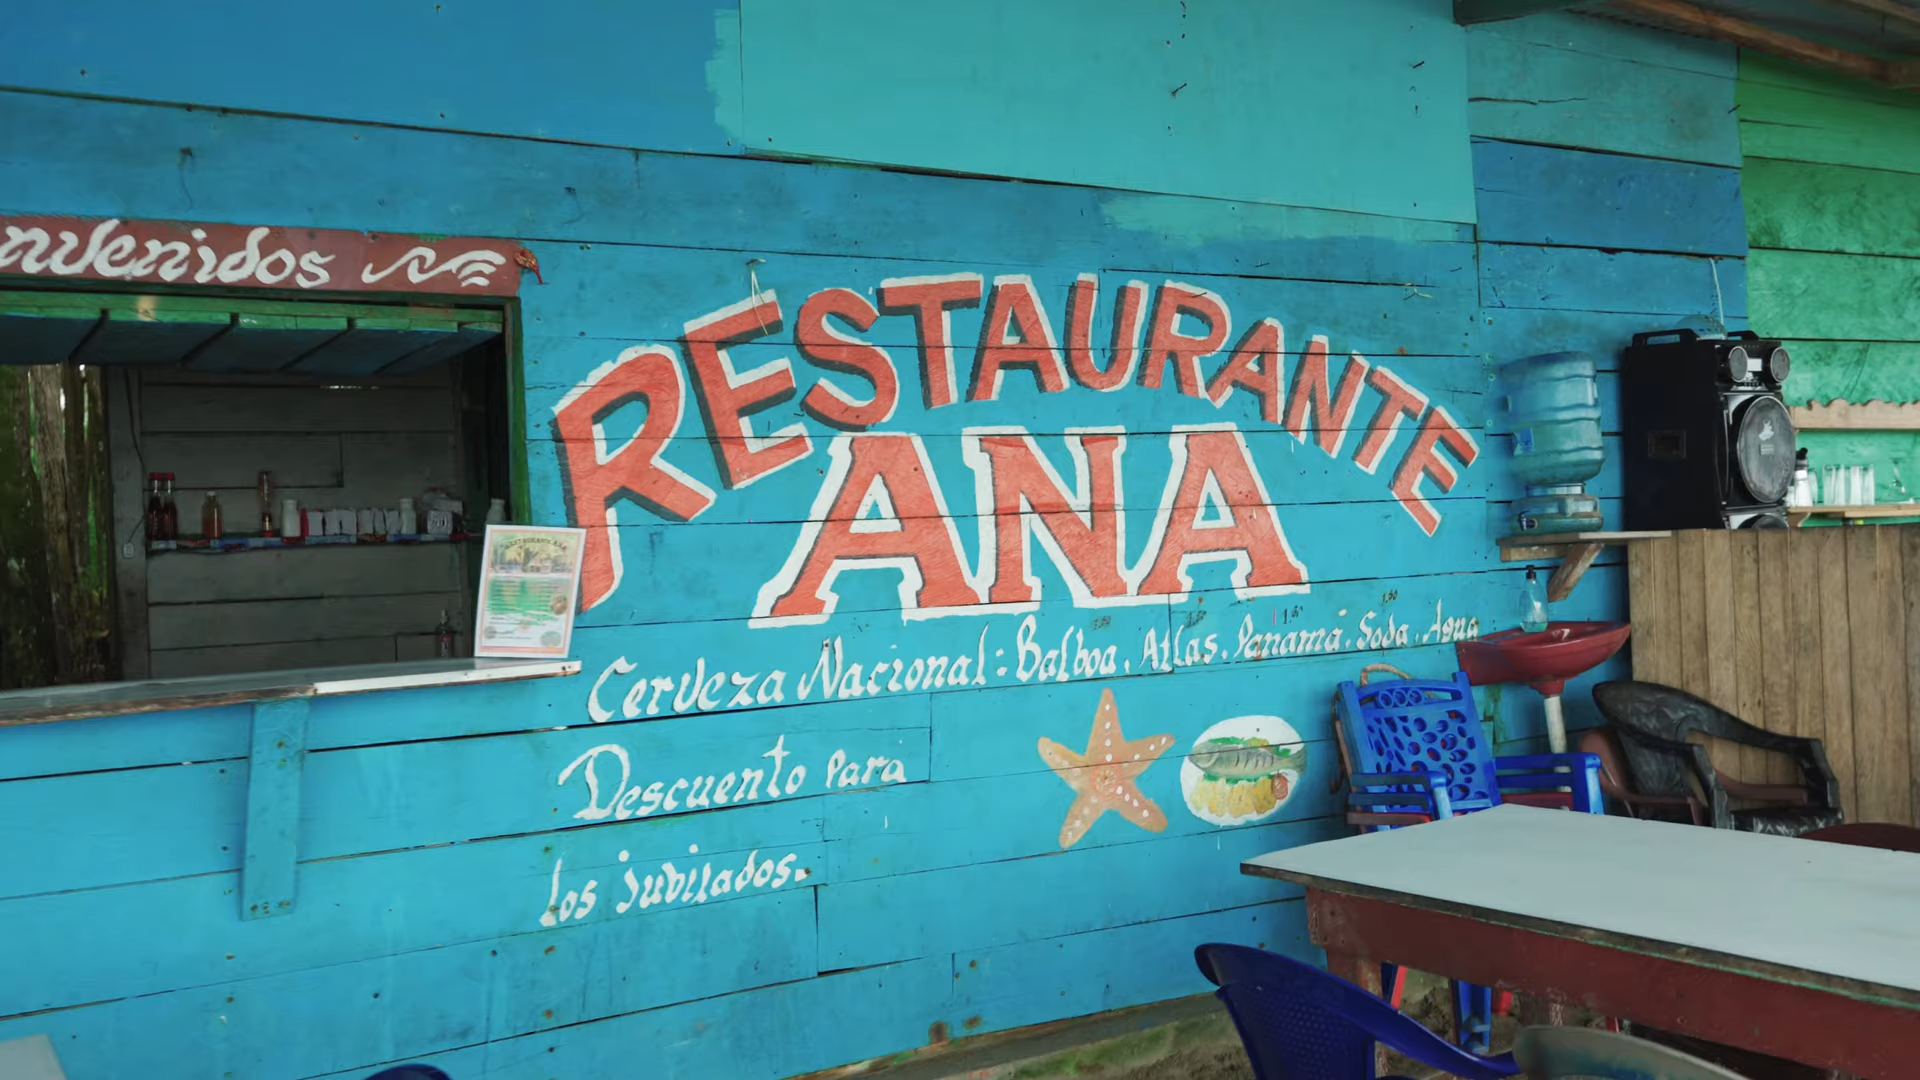 nvenidos
RESTAURANTE
ANA
Cerveza Nacional: Balboa. Atlas. Panamá. Soda. Agua
Descuento Para
los jubilados.